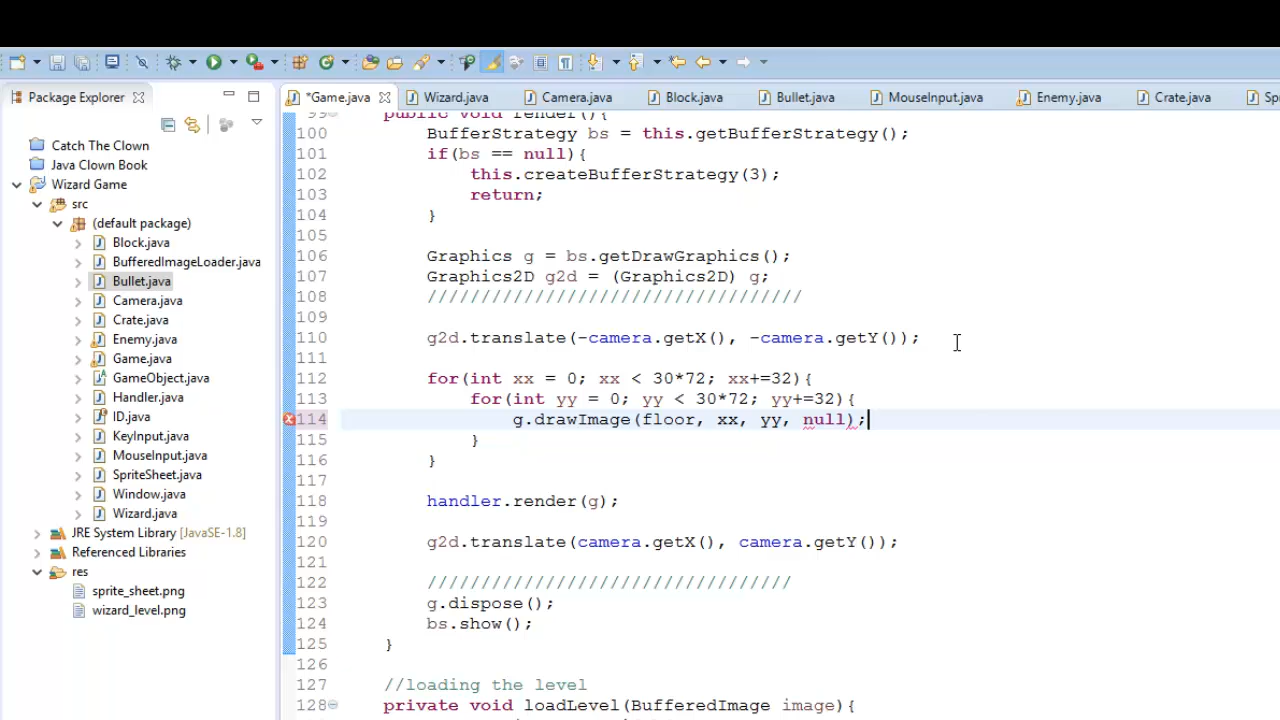 Package Explorer
Catch The Clown
Java Clown Book
Wizard Game
src
(default package)
Block.java
BufferedImageLoader.java
Bullet.java
Camera.java
Crate.java
Enemy.java
Game.java
GameObject.java
Handler.java
ID.java
KeyInput.java
MouseInput.java
SpriteSheet.java
Window.java
Wizard.java
JRE System Library [JavaSE-1.8]
Referenced Libraries
res
sprite_sheet.png
wizard_level.png
*Game.java Wizard.java Camera.java Block.java Bullet.java MouseInput.java Enemy.java Crate.java Sp
99 public void render(){
100 BufferStrategy bs = this.getBufferStrategy();
101 if(bs == null){
102 this.createBufferStrategy(3);
103 return;
104 }
105
106 Graphics g = bs.getDrawGraphics();
107 Graphics2D g2d = (Graphics2D) g;
108 ///////////////////////////////////
109
110 g2d.translate(-camera.getX(), -camera.getY());
111
112 for(int xx = 0; xx < 30*72; xx+=32){
113 for(int yy = 0; yy < 30*72; yy+=32){
114 g.drawImage(floor, xx, yy, null);
115 }
116 }
117
118 handler.render(g);
119
120 g2d.translate(camera.getX(), camera.getY());
121
122 //////////////////////////////////
123 g.dispose();
124 bs.show();
125 }
126
127 //loading the level
128 private void loadLevel(BufferedImage image){